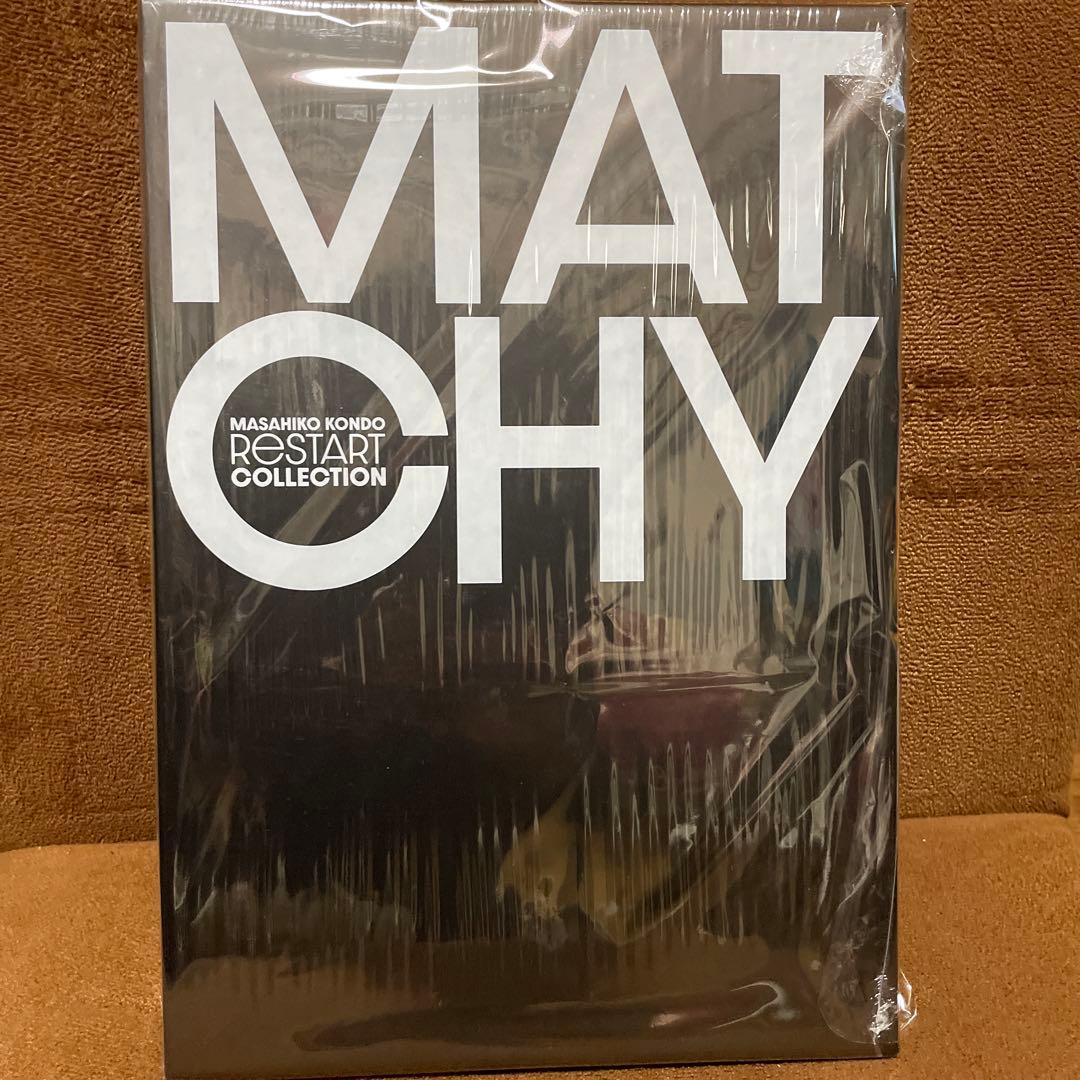 MAT
CHY
MASAHIKO KONDO
ReSTART
COLLECTION